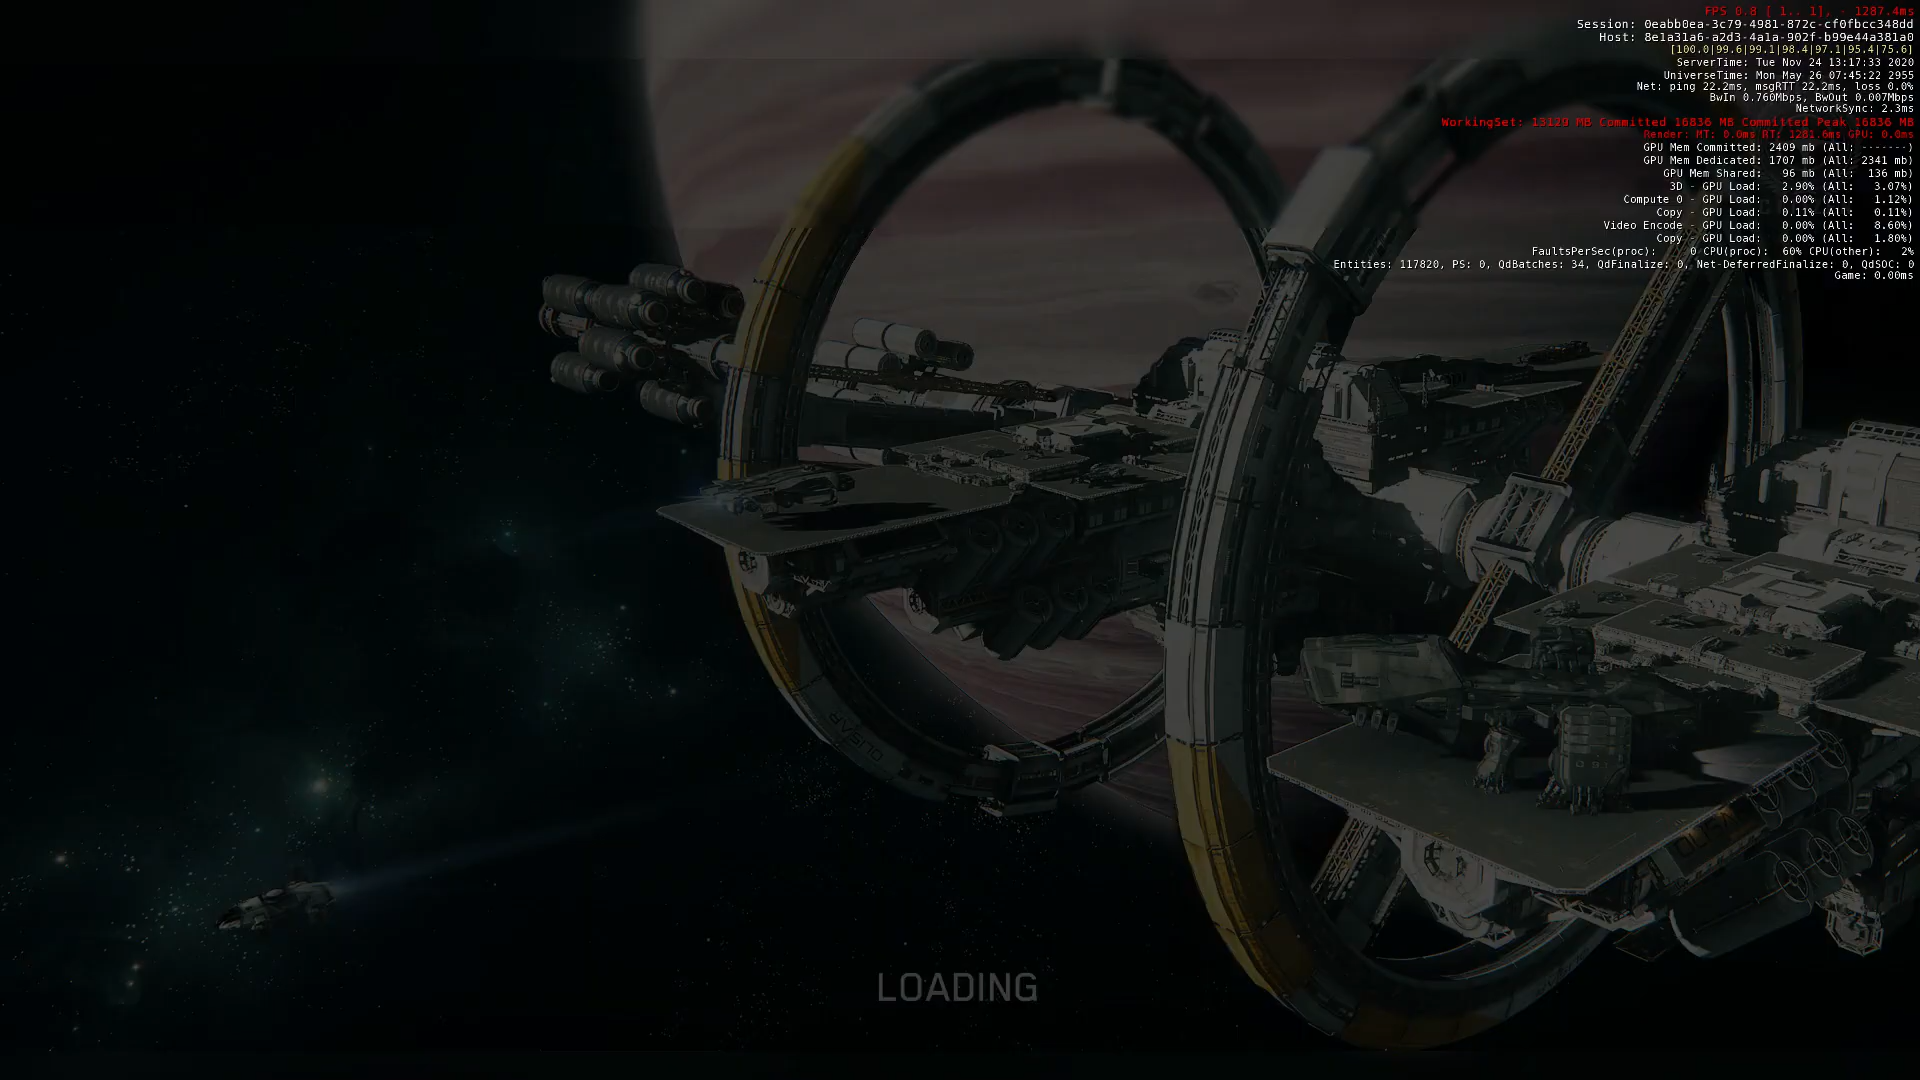 FPS 0.8 [ 1.. 1], - 1287.4ms
Session: 0eabb0ea-3c79-4981-872c-cf0fbcc348dd
Host: 8e1a31a6-a2d3-4a1a-902f-b99e44a381a0
[100.0|99.6|99.1|98.4|97.1|95.4|75.6]
ServerTime: Tue Nov 24 13:17:33 2020
UniverseTime: Mon May 26 07:45:22 2955
Net: ping 22.2ms, msgRTT 22.2ms, loss 0.0%
BwIn 0.760Mbps, BwOut 0.007Mbps
NetworkSync: 2.3ms
WorkingSet: 13129 MB Committed 16836 MB Committed Peak 16836 MB
Render: MT: 0.0ms RT: 1281.6ms GPU: 0.0ms
GPU Mem Committed: 2409 mb (All: -------)
GPU Mem Dedicated: 1707 mb (All: 2341 mb)
GPU Mem Shared: 96 mb (All: 136 mb)
3D - GPU Load: 2.90% (All: 3.07%)
Compute 0 - GPU Load: 0.00% (All: 1.12%)
Copy - GPU Load: 0.11% (All: 0.11%)
Video Encode - GPU Load: 0.00% (All: 8.60%)
Copy - GPU Load: 0.00% (All: 1.80%)
FaultsPerSec(proc): 0 CPU(proc): 60% CPU(other): 2%
Entities: 117820, PS: 0, QdBatches: 34, QdFinalize: 0, Net-DeferredFinalize: 0, QdSOC: 0
Game: 0.00ms
OLISAR
LOADING